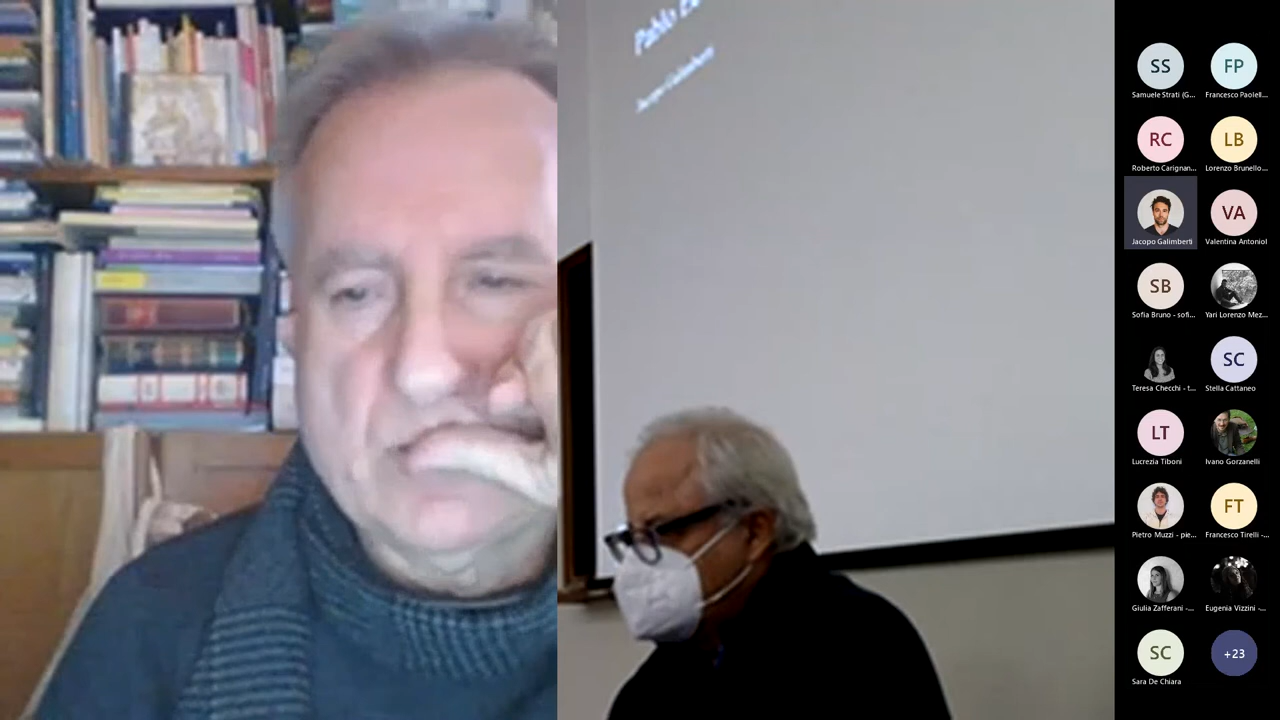 Pablo
SS
FP
Samuele Strati (G...
Francesco Paolell...
RC
LB
Roberto Carignan...
Lorenzo Brunello...
VA
Jacopo Galimberti
Valentina Antoniol
SB
Sofia Bruno - sofi...
Yari Lorenzo Mez...
SC
Teresa Checchi - t...
Stella Cattaneo
LT
Lucrezia Tiboni
Ivano Gorzanelli
FT
Pietro Muzzi - pie...
Francesco Tirelli -...
Giulia Zafferani -...
Eugenia Vizzini -...
SC
+23
Sara De Chiara